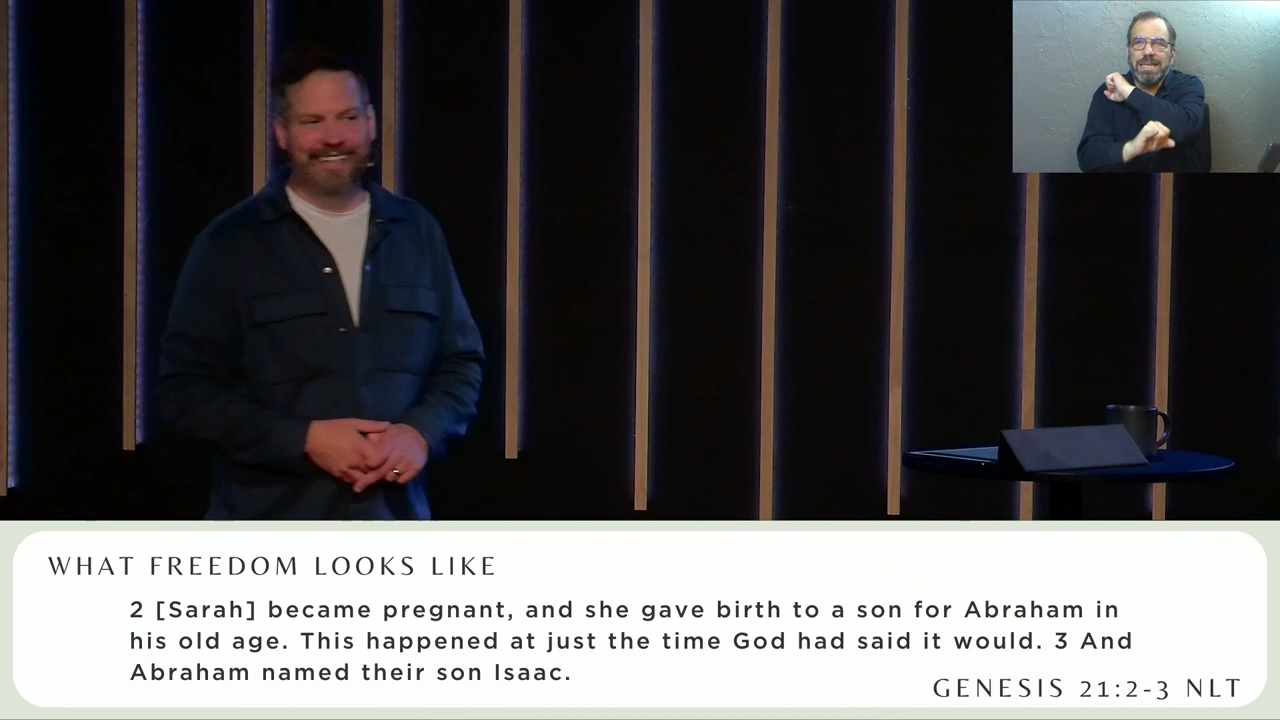 WHAT FREEDOM LOOKS LIKE
2 [Sarah] became pregnant, and she gave birth to a son for Abraham in
his old age. This happened at just the time God had said it would. 3 And
Abraham named their son Isaac.
GENESIS 21:2-3 NLT